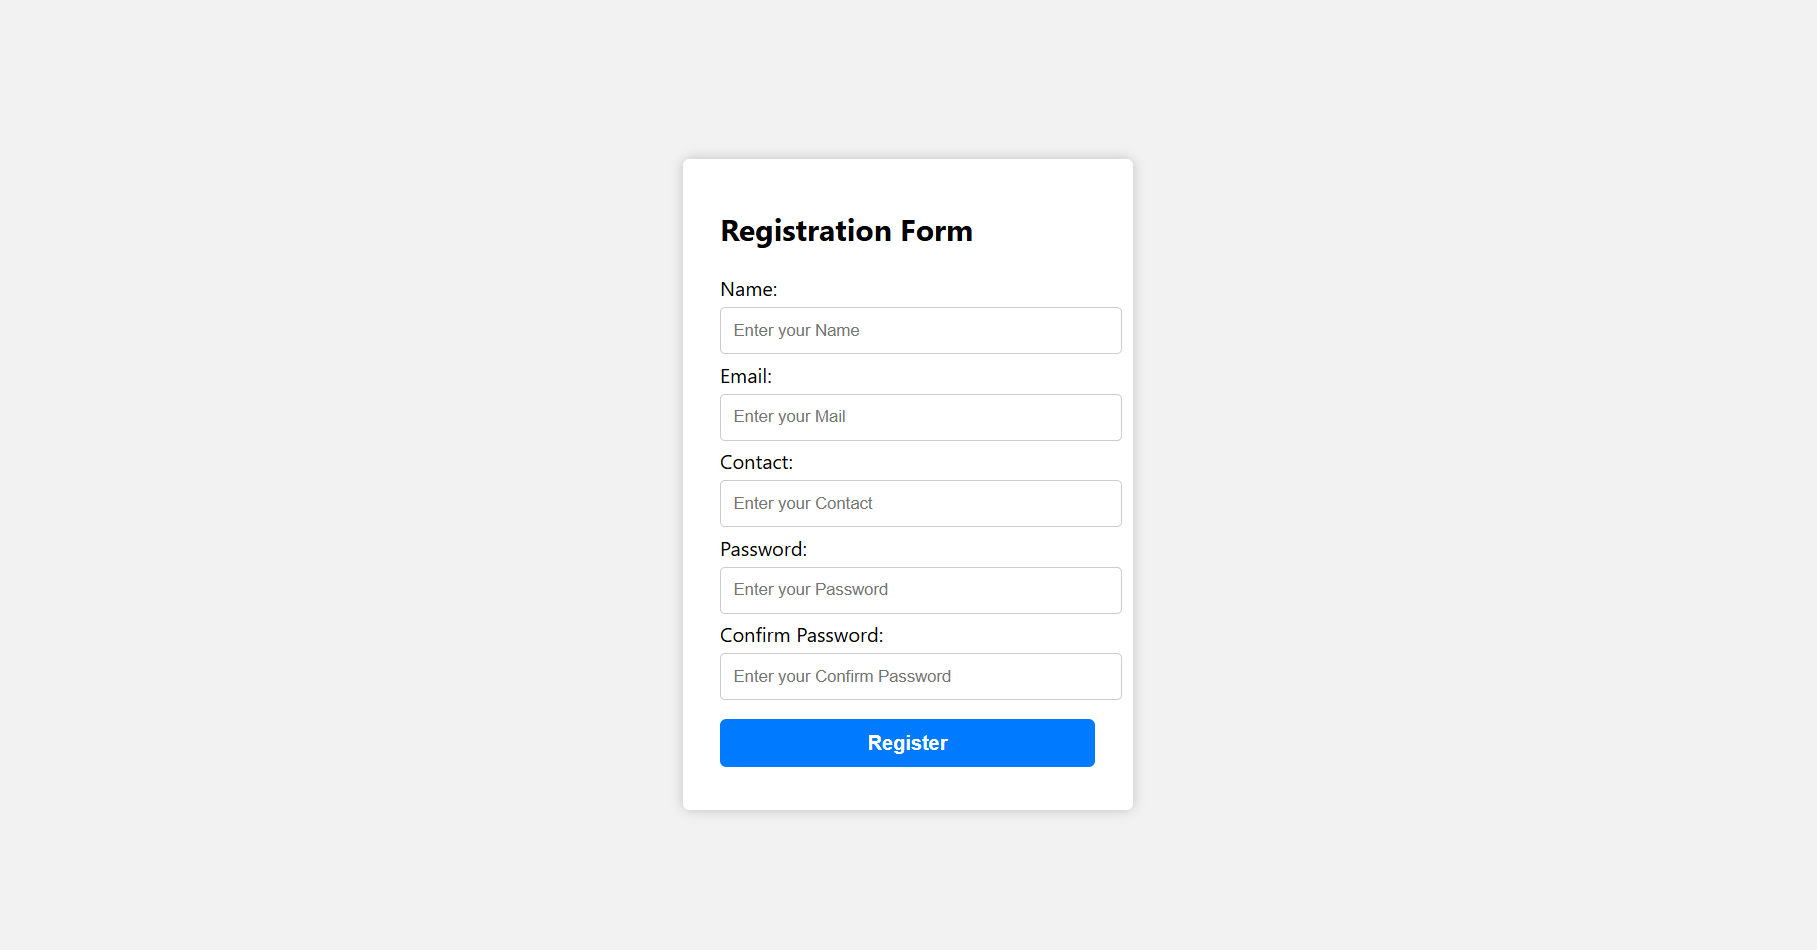 Registration Form
Name:
Enter your Name
Email:
Enter your Mail
Contact:
Enter your Contact
Password:
Enter your Password
Confirm Password:
Enter your Confirm Password
Register